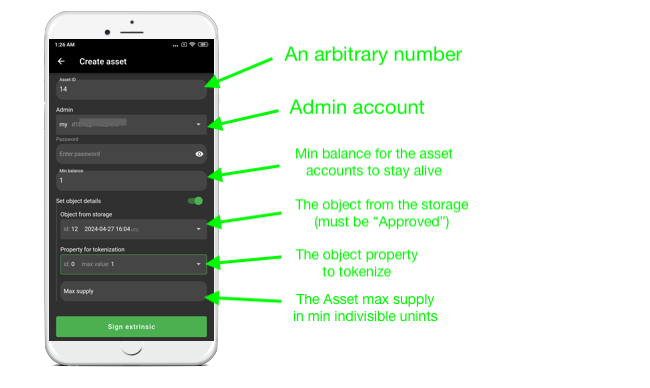 1:26 AM
Create asset
Asset ID
14
Admin
my
Password
Enter password
Min balance
1
Set object details
Object from storage
id: 12 2024-04-27 16:04 UTC
Property for tokenization
id: 0 max value: 1
Max supply
Sign extrinsic
An arbitrary number
Admin account
Min balance for the asset
accounts to stay alive
The object from the storage
(must be “Approved”)
The object property
to tokenize
The Asset max supply
in min indivisible unints